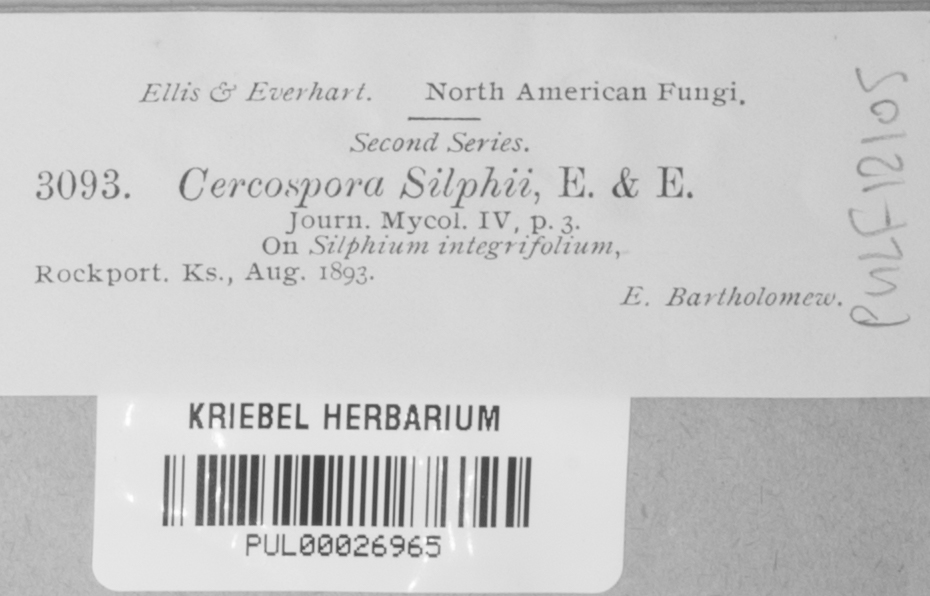 Ellis & Everhart. North American Fungi.
Second Series.
3093. Cercospora Silphii, E. & E.
Journ. Mycol. IV, p. 3.
On Silphium integrifolium,
Rockport. Ks., Aug. 1893.
E. Bartholomew.
PULF12105
KRIEBEL HERBARIUM
PUL00026965